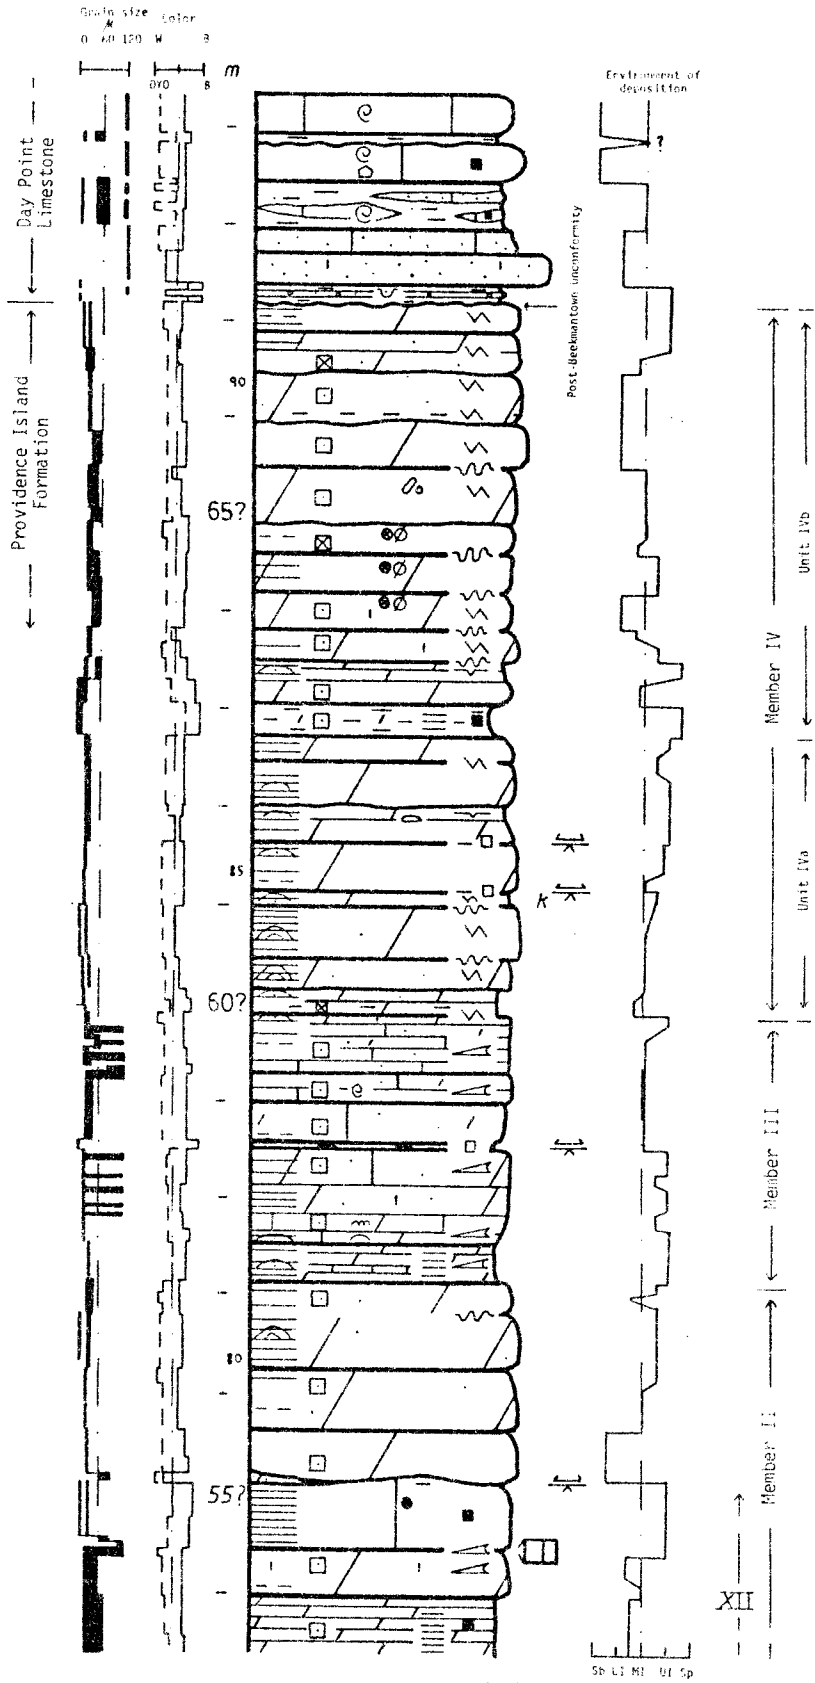 Grain size
Color
0 60 120 W B
m
Environment of
deposition
?
Day Point
Limestone
Post-Beekmantown unconformity
Providence Island
Formation
90
65?
Unit IVb
Member IV
85
K
Unit IVa
60?
Member III
80
Member II
55?
XII
Sb LI MI UI Sp